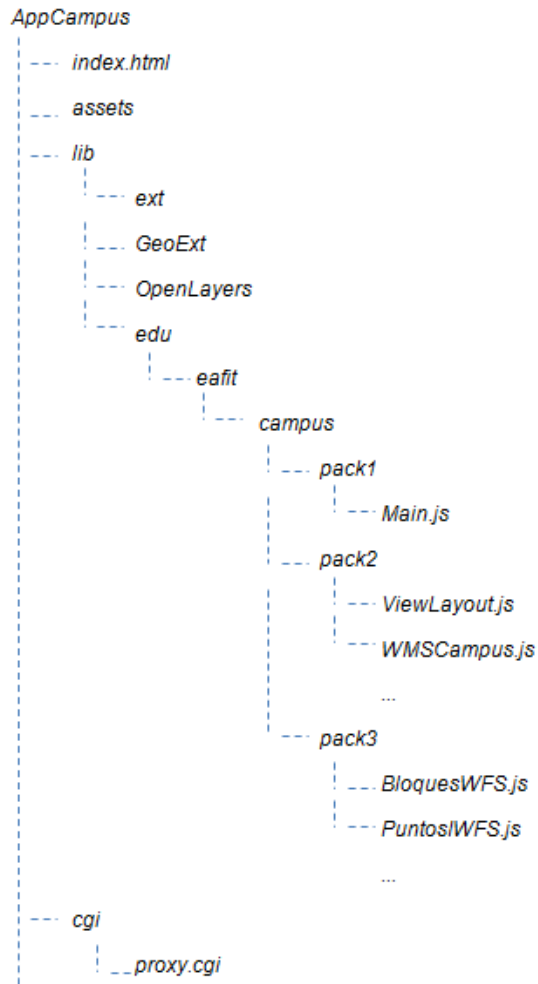 AppCampus
index.html
assets
lib
ext
GeoExt
OpenLayers
edu
eafit
campus
pack1
Main.js
pack2
ViewLayout.js
WMSCampus.js
...
pack3
BloquesWFS.js
PuntosIWFS.js
...
cgi
proxy.cgi